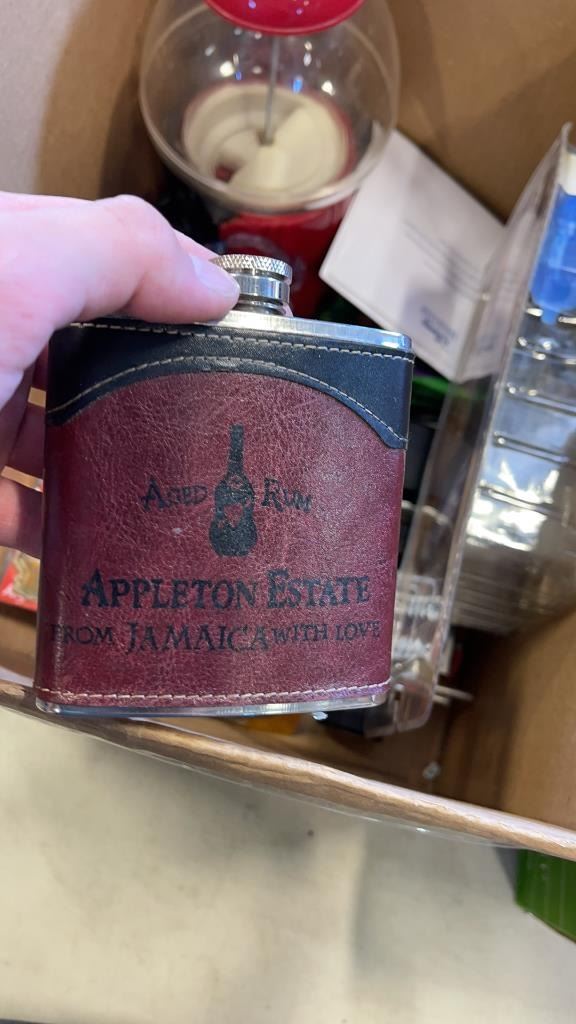 AGED RUM
APPLETON ESTATE
FROM JAMAICA WITH LOVE